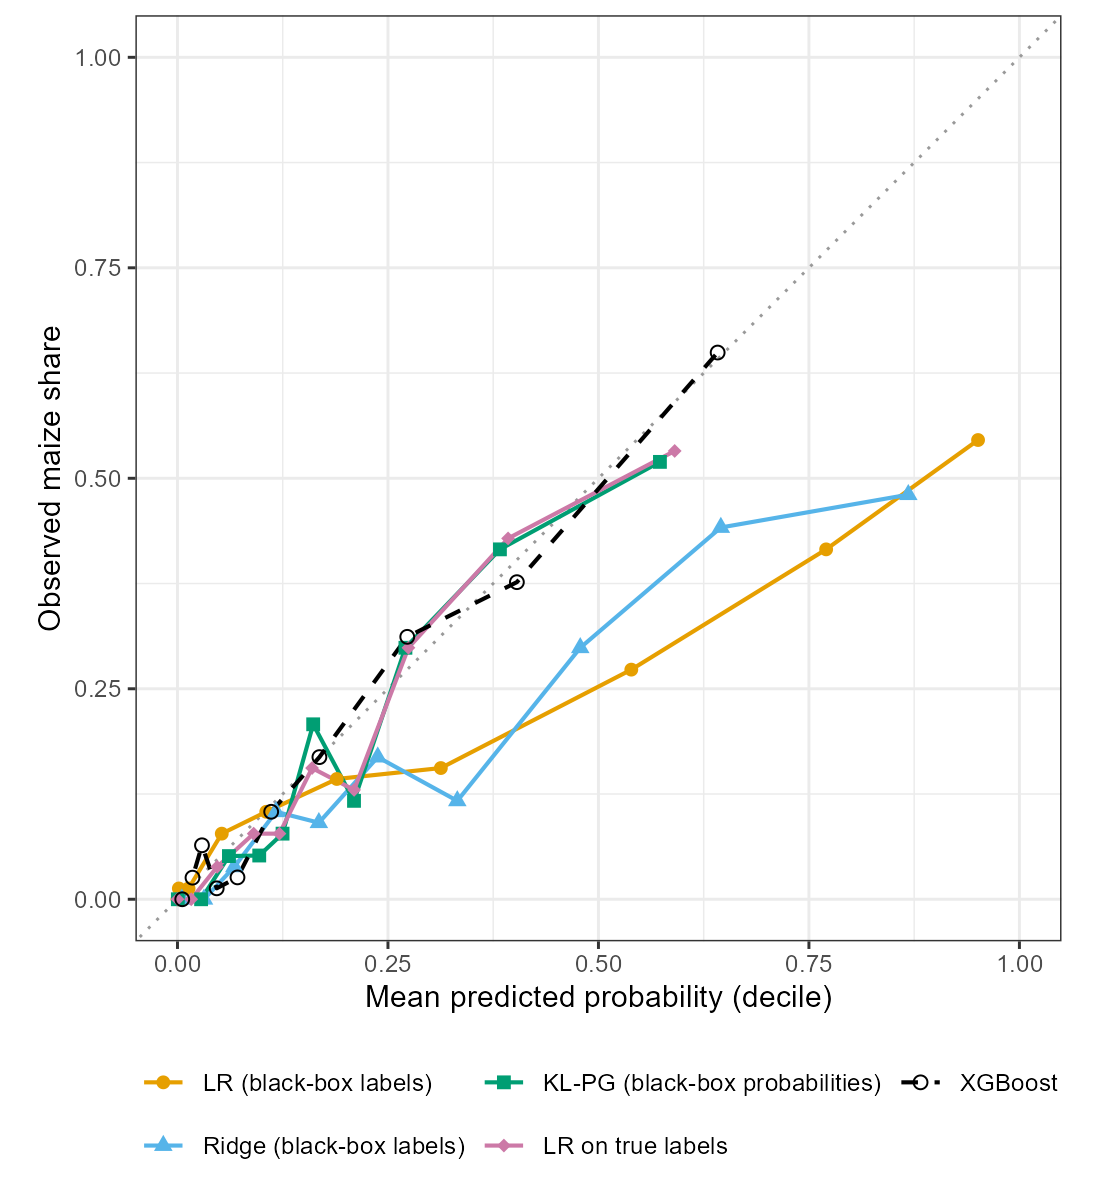 1.00
0.75
0.50
0.25
0.00
Observed maize share
0.00 0.25 0.50 0.75 1.00
Mean predicted probability (decile)
LR (black-box labels) KL-PG (black-box probabilities) XGBoost
Ridge (black-box labels) LR on true labels